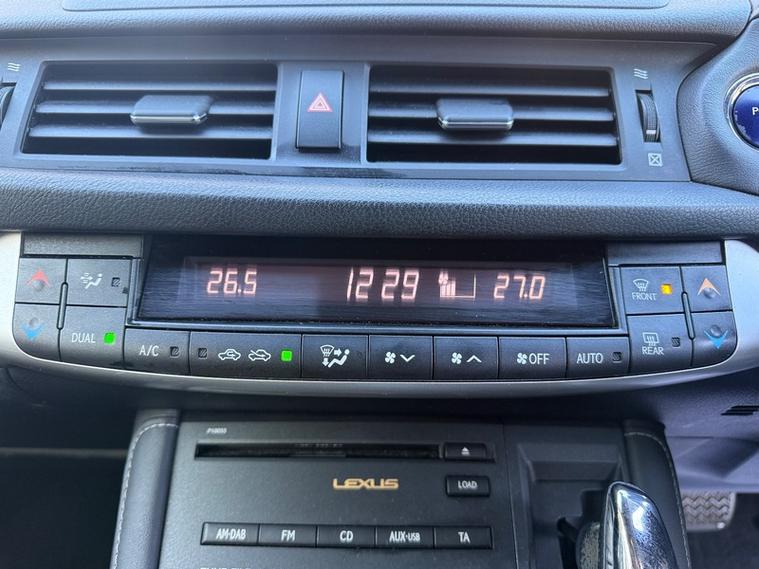 P
26.5 12 29 27.0
FRONT
DUAL A/C OFF AUTO REAR
P10055
LEXUS
LOAD
AM·DAB FM CD AUX·USB TA